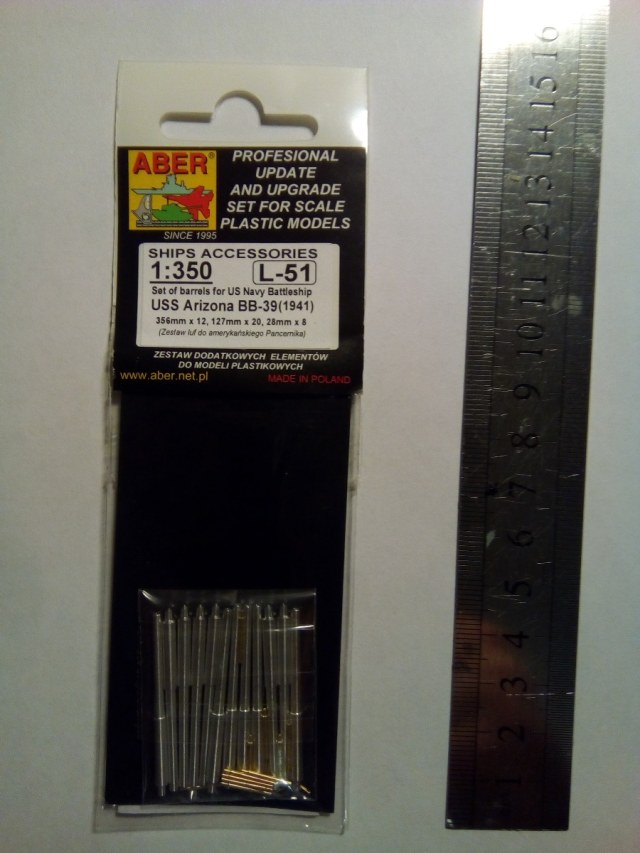 ABER®
SINCE 1995
PROFESIONAL
UPDATE
AND UPGRADE
SET FOR SCALE
PLASTIC MODELS
SHIPS ACCESSORIES
1:350 L-51
Set of barrels for US Navy Battleship
USS Arizona BB-39(1941)
356mm x 12, 127mm x 20, 28mm x 8
(Zestaw luf do amerykańskiego Pancernika)
ZESTAW DODATKOWYCH ELEMENTÓW
DO MODELI PLASTIKOWYCH
www.aber.net.pl MADE IN POLAND
1 2 3 4 5 6 7 8 9 10 11 12 13 14 15 16